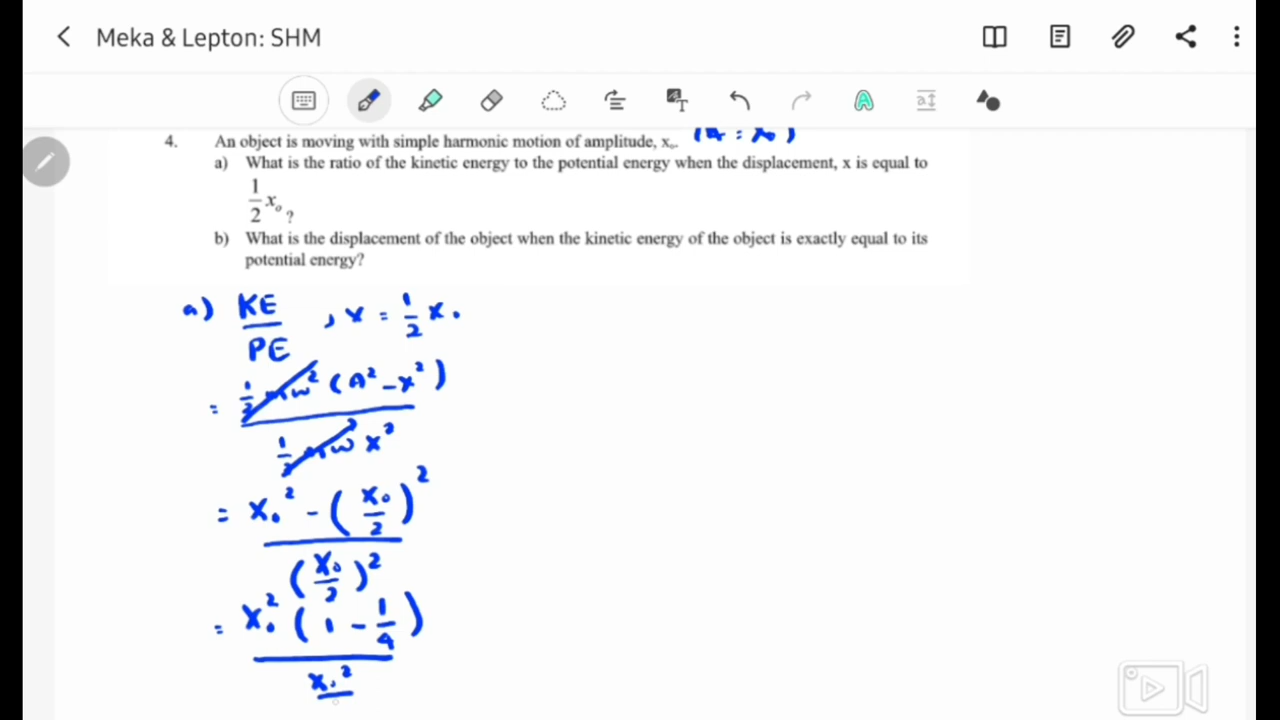 Meka & Lepton: SHM
4. An object is moving with simple harmonic motion of amplitude, xₒ. (A = x₀)
a) What is the ratio of the kinetic energy to the potential energy when the displacement, x is equal to
1/2 xₒ ?
b) What is the displacement of the object when the kinetic energy of the object is exactly equal to its
potential energy?
a) KE/PE , x = 1/2 x₀
= 1/2 mω² (A² - x²) / 1/2 mω² x²
= x₀² - (x₀/2)² / (x₀/2)²
= x₀² (1 - 1/4) / x₀²